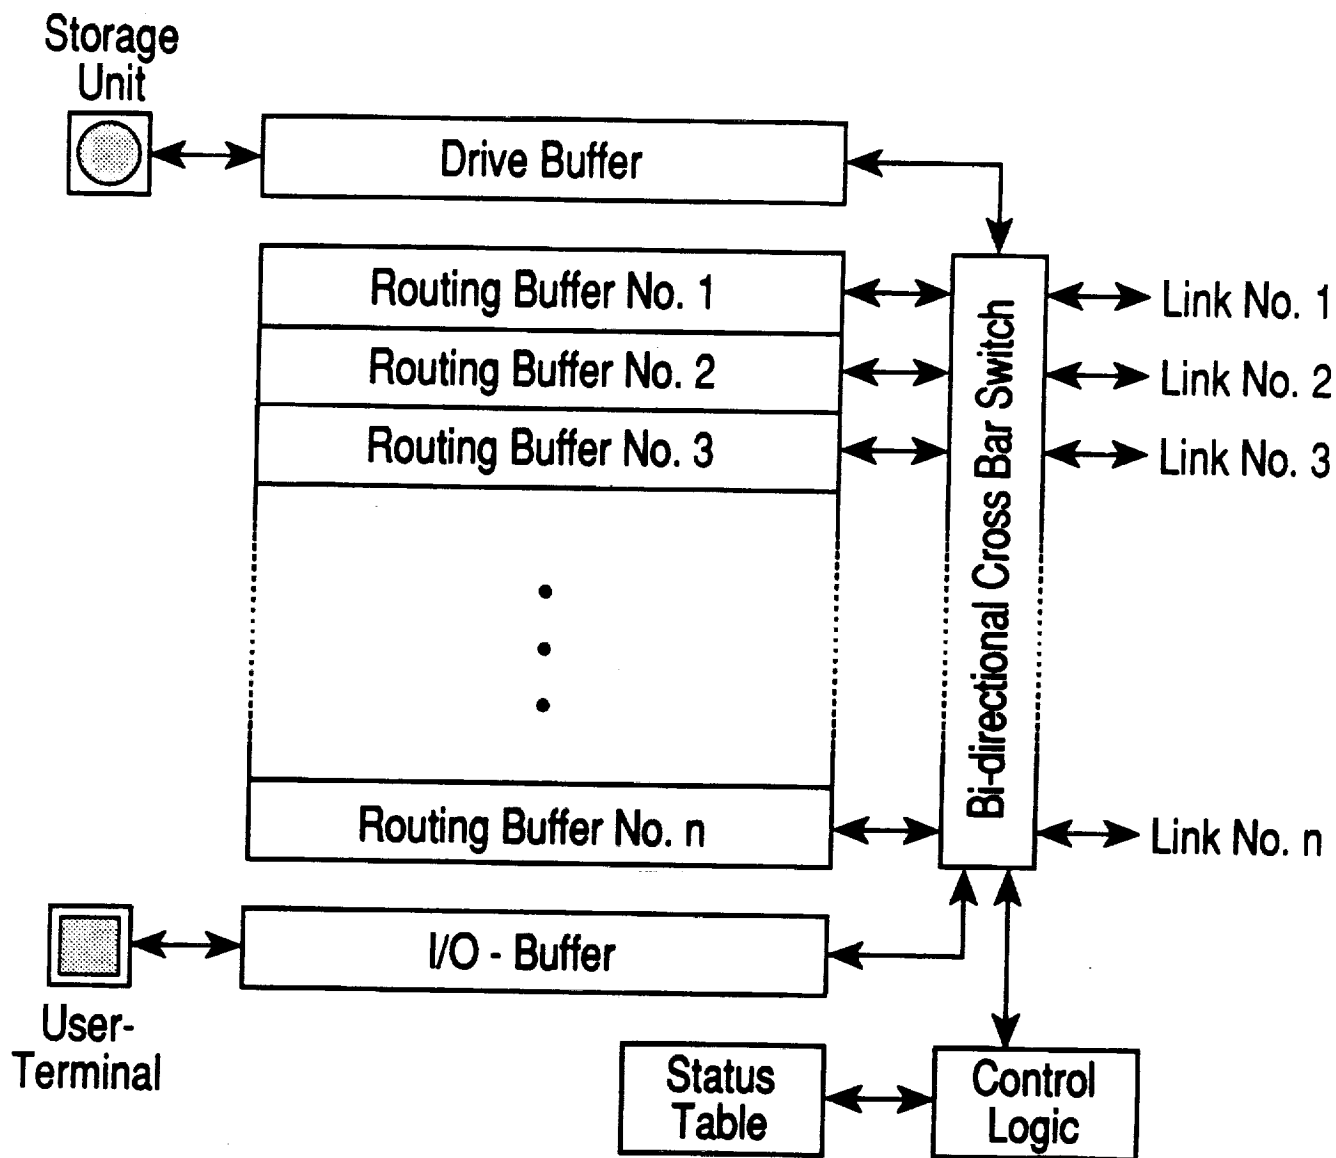 Storage
Unit
Drive Buffer
Routing Buffer No. 1
Routing Buffer No. 2
Routing Buffer No. 3
Routing Buffer No. n
Bi-directional Cross Bar Switch
Link No. 1
Link No. 2
Link No. 3
Link No. n
I/O - Buffer
User-
Terminal
Status
Table
Control
Logic